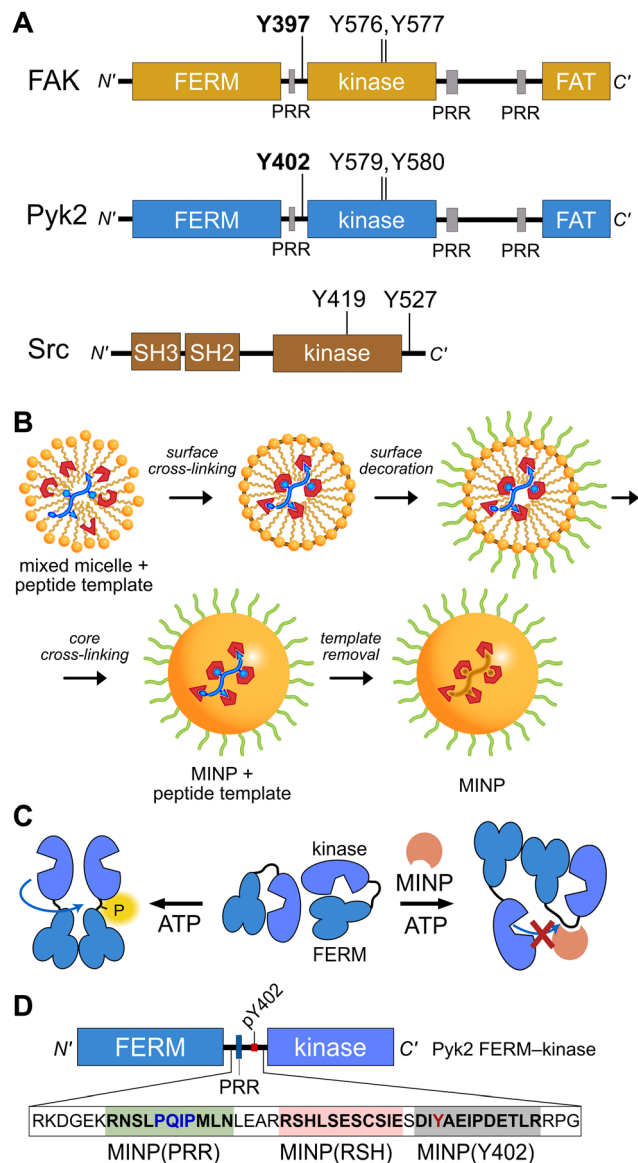 A
Y397
Y576,Y577
FAK N' FERM kinase FAT C'
PRR PRR PRR
Y402
Y579,Y580
Pyk2 N' FERM kinase FAT C'
PRR PRR PRR
Y419
Y527
Src N' SH3 SH2 kinase C'
B
surface
cross-linking
surface
decoration
mixed micelle +
peptide template
core
cross-linking
template
removal
MINP +
peptide template
MINP
C
P
ATP
kinase
FERM
MINP
ATP
D
pY402
N' FERM kinase C' Pyk2 FERM–kinase
PRR
RKDGEKRNSLPQIPMLNLEARRSHLSESCSIESDIYAEIPDETLRRPG
MINP(PRR) MINP(RSH) MINP(Y402)